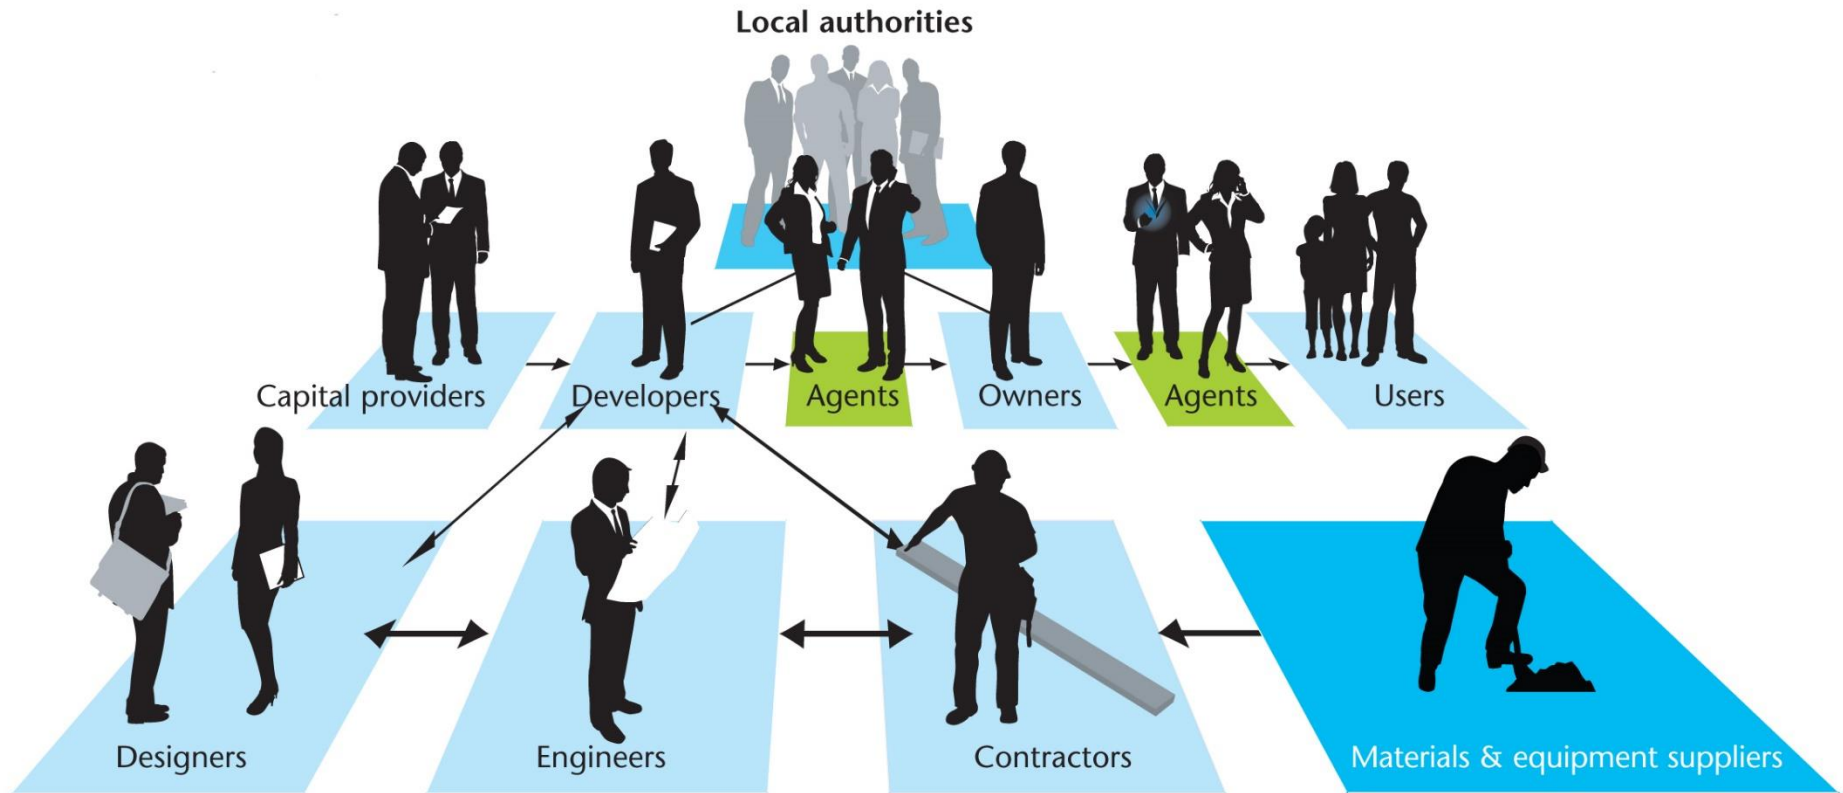 Local authorities
Capital providers
Developers
Agents
Owners
Agents
Users
Designers
Engineers
Contractors
Materials & equipment suppliers